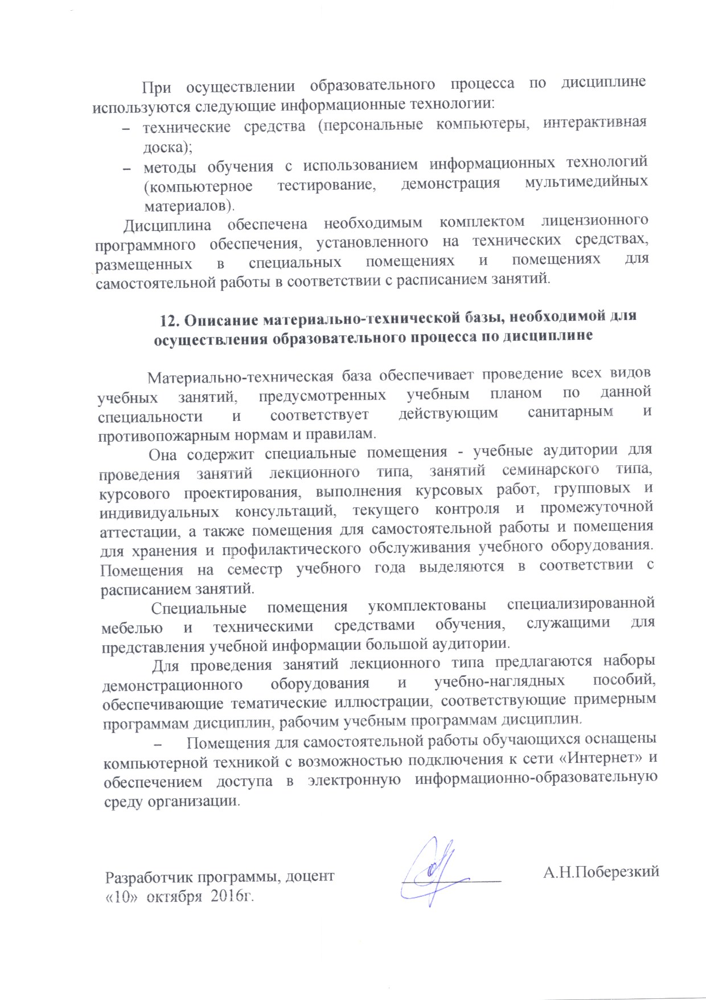 При осуществлении образовательного процесса по дисциплине
используются следующие информационные технологии:
– технические средства (персональные компьютеры, интерактивная
доска);
– методы обучения с использованием информационных технологий
(компьютерное тестирование, демонстрация мультимедийных
материалов).
Дисциплина обеспечена необходимым комплектом лицензионного
программного обеспечения, установленного на технических средствах,
размещенных в специальных помещениях и помещениях для
самостоятельной работы в соответствии с расписанием занятий.
12. Описание материально-технической базы, необходимой для
осуществления образовательного процесса по дисциплине
Материально-техническая база обеспечивает проведение всех видов
учебных занятий, предусмотренных учебным планом по данной
специальности и соответствует действующим санитарным и
противопожарным нормам и правилам.
Она содержит специальные помещения - учебные аудитории для
проведения занятий лекционного типа, занятий семинарского типа,
курсового проектирования, выполнения курсовых работ, групповых и
индивидуальных консультаций, текущего контроля и промежуточной
аттестации, а также помещения для самостоятельной работы и помещения
для хранения и профилактического обслуживания учебного оборудования.
Помещения на семестр учебного года выделяются в соответствии с
расписанием занятий.
Специальные помещения укомплектованы специализированной
мебелью и техническими средствами обучения, служащими для
представления учебной информации большой аудитории.
Для проведения занятий лекционного типа предлагаются наборы
демонстрационного оборудования и учебно-наглядных пособий,
обеспечивающие тематические иллюстрации, соответствующие примерным
программам дисциплин, рабочим учебным программам дисциплин.
– Помещения для самостоятельной работы обучающихся оснащены
компьютерной техникой с возможностью подключения к сети «Интернет» и
обеспечением доступа в электронную информационно-образовательную
среду организации.
Разработчик программы, доцент ____________ А.Н.Поберезкий
«10» октября 2016г.